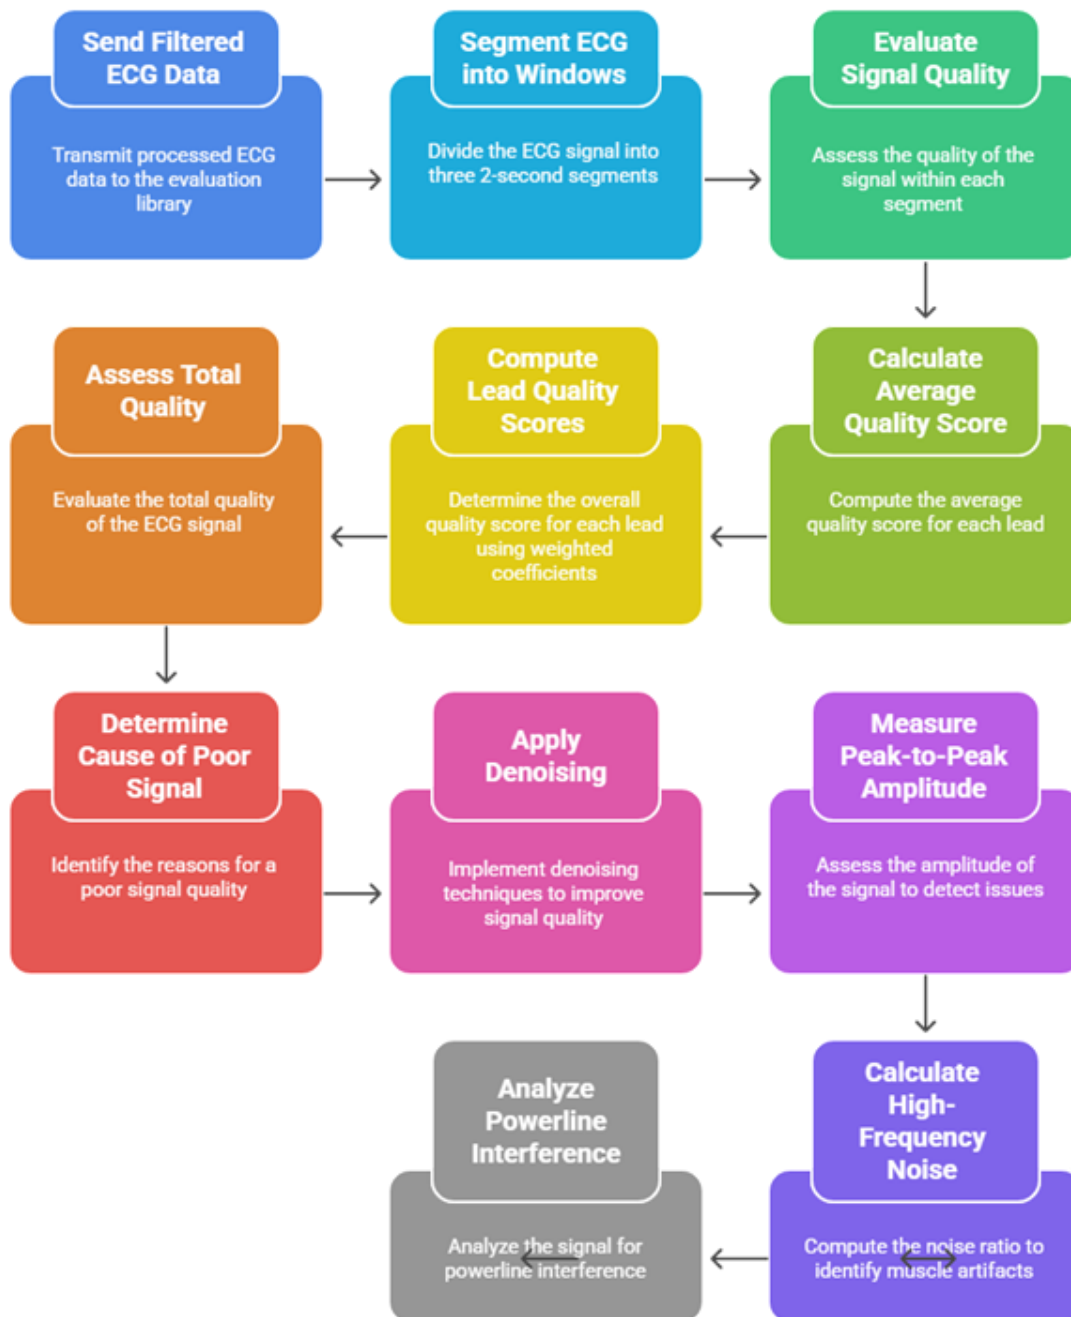 Send Filtered
ECG Data
Transmit processed ECG
data to the evaluation
library
Segment ECG
into Windows
Divide the ECG signal into
three 2-second segments
Evaluate
Signal Quality
Assess the quality of the
signal within each
segment
Calculate
Average
Quality Score
Compute the average
quality score for each lead
Compute
Lead Quality
Scores
Determine the overall
quality score for each lead
using weighted
coefficients
Assess Total
Quality
Evaluate the total quality
of the ECG signal
Determine
Cause of Poor
Signal
Identify the reasons for a
poor signal quality
Apply
Denoising
Implement denoising
techniques to improve
signal quality
Measure
Peak-to-Peak
Amplitude
Assess the amplitude of
the signal to detect issues
Calculate
High-
Frequency
Noise
Compute the noise ratio to
identify muscle artifacts
Analyze
Powerline
Interference
Analyze the signal for
powerline interference